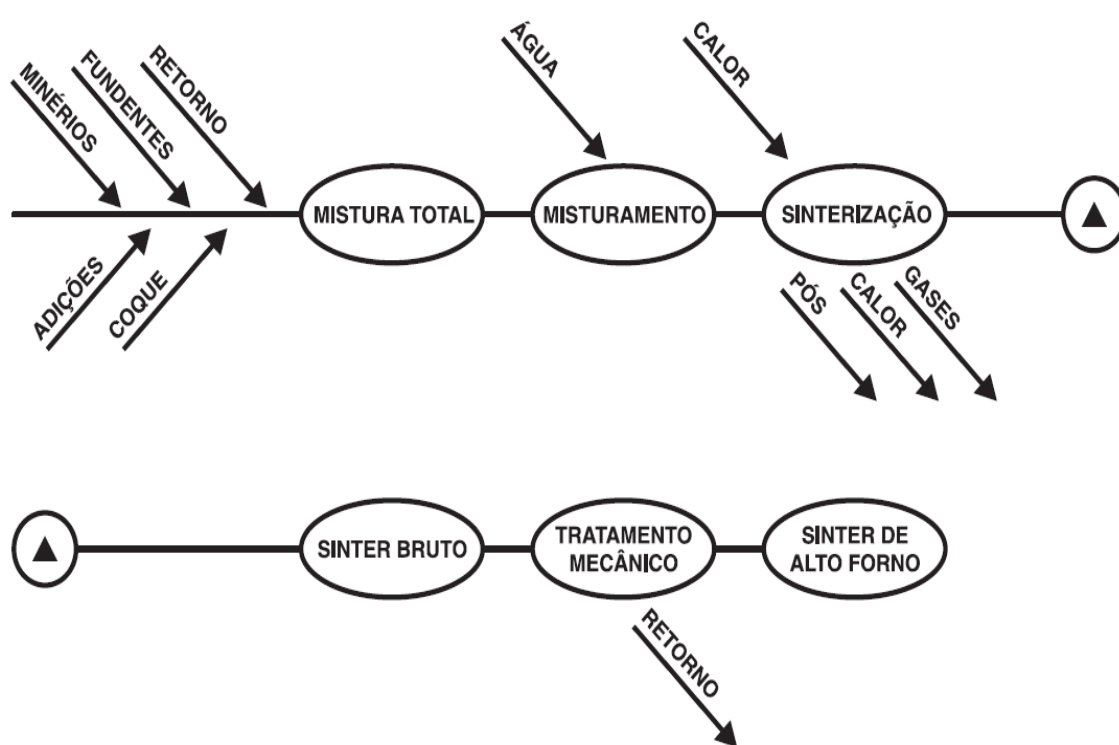 MINÉRIOS
FUNDENTES
RETORNO
ÁGUA
CALOR
MISTURA TOTAL
MISTURAMENTO
SINTERIZAÇÃO
ADIÇÕES
COQUE
PÓS
CALOR
GASES
SINTER BRUTO
TRATAMENTO
MECÂNICO
SINTER DE
ALTO FORNO
RETORNO